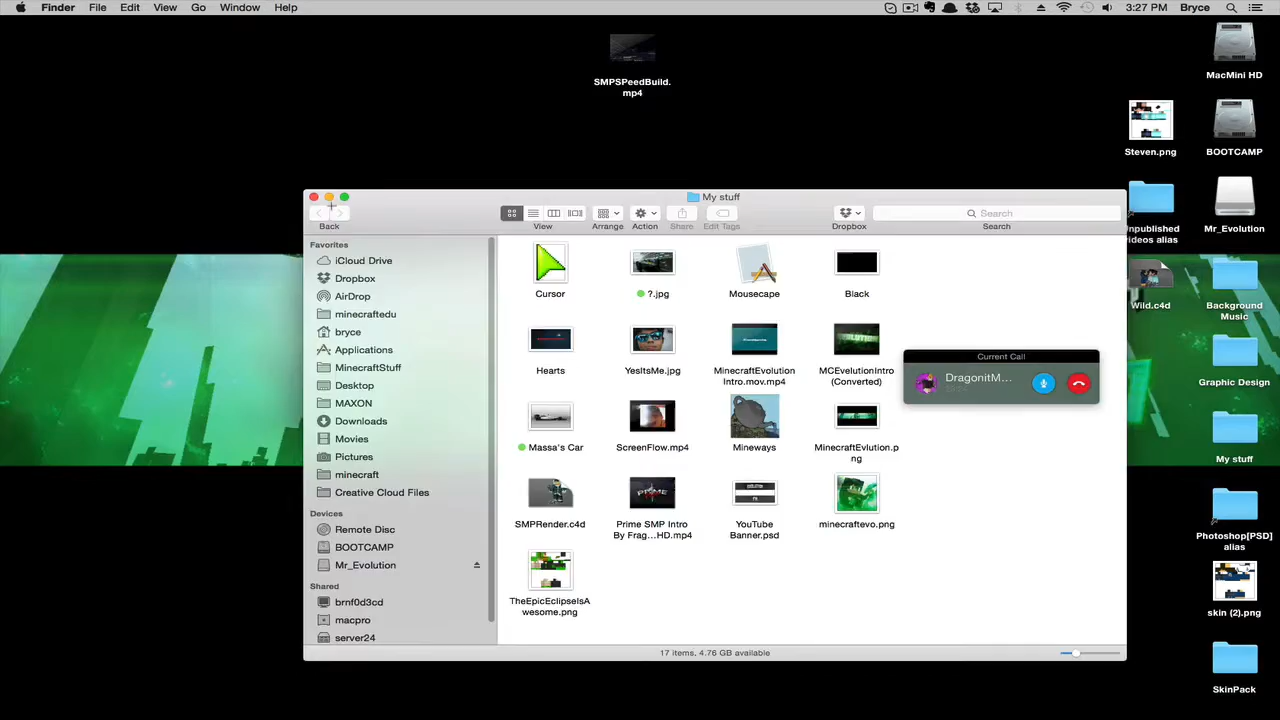 Finder File Edit View Go Window Help
3:27 PM Bryce
SMPSPeedBuild.
mp4
MacMini HD
Steven.png
BOOTCAMP
Unpublished
videos alias
Mr_Evolution
Wild.c4d
Background
Music
Graphic Design
My stuff
Photoshop[PSD]
alias
skin (2).png
SkinPack
My stuff
Back
View
Arrange
Action
Share
Edit Tags
Dropbox
Search
Search
Favorites
iCloud Drive
Dropbox
AirDrop
minecraftedu
bryce
Applications
MinecraftStuff
Desktop
MAXON
Downloads
Movies
Pictures
minecraft
Creative Cloud Files
Devices
Remote Disc
BOOTCAMP
Mr_Evolution
Shared
brnf0d3cd
macpro
server24
Cursor
?.jpg
Mousecape
Black
Hearts
YesItsMe.jpg
MinecraftEvolution
Intro.mov.mp4
MCEvelutionIntro
(Converted)
Massa's Car
ScreenFlow.mp4
Mineways
MinecraftEvlution.p
ng
SMPRender.c4d
Prime SMP Intro
By Frag...HD.mp4
YouTube
Banner.psd
minecraftevo.png
TheEpicEclipseIsA
wesome.png
Current Call
DragonitM...
17 items, 4.76 GB available